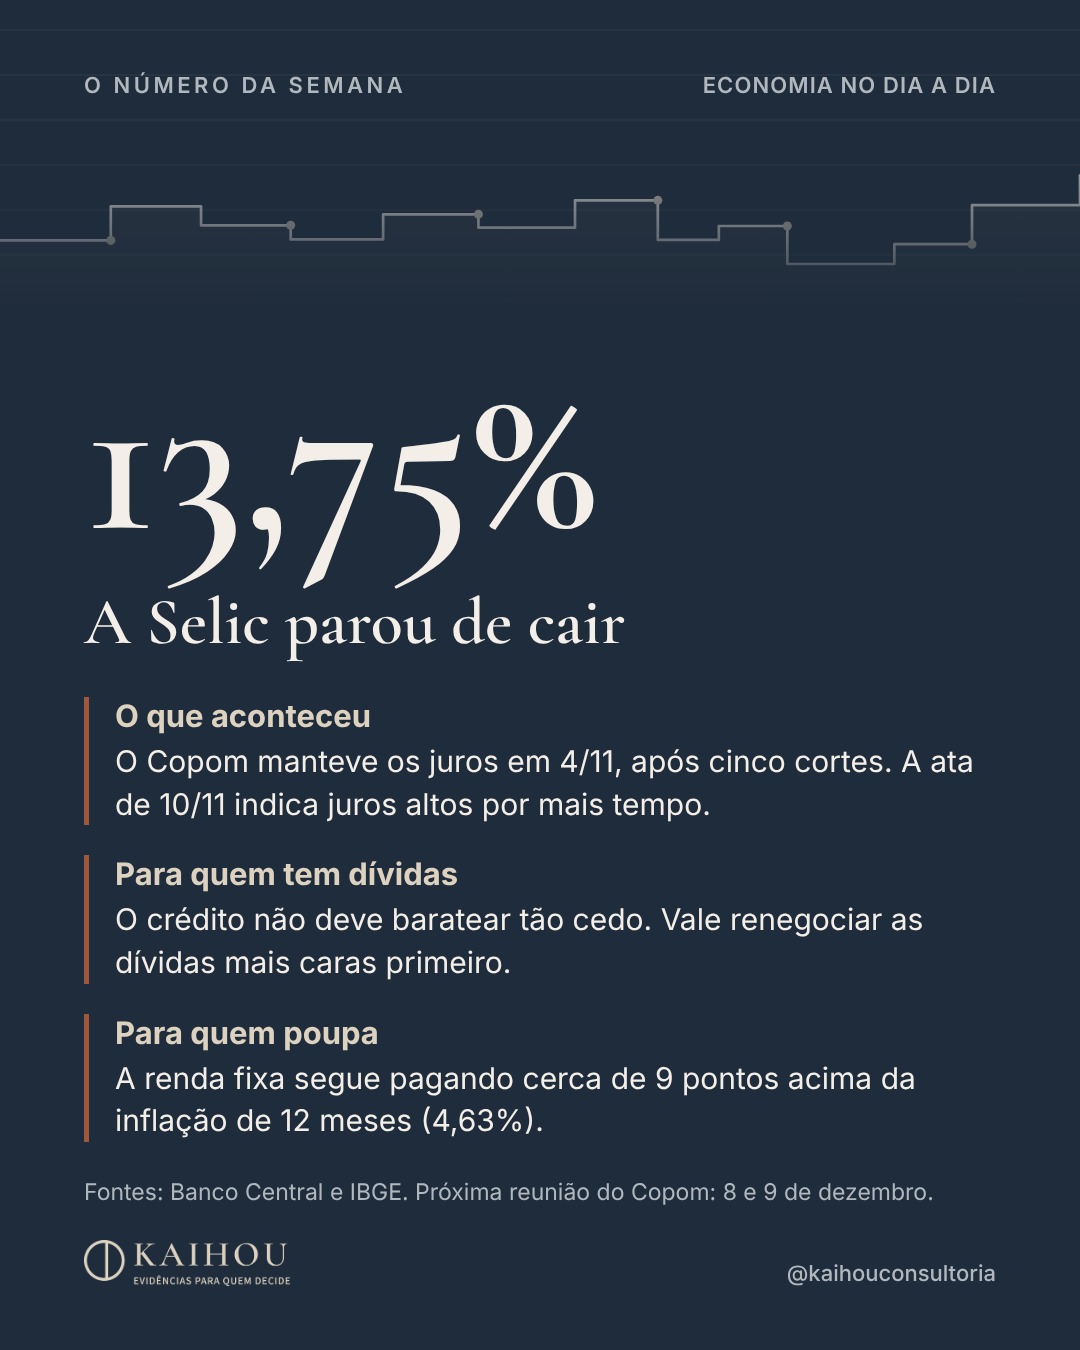 O NÚMERO DA SEMANA
ECONOMIA NO DIA A DIA
13,75%
A Selic parou de cair
O que aconteceu
O Copom manteve os juros em 4/11, após cinco cortes. A ata
de 10/11 indica juros altos por mais tempo.
Para quem tem dívidas
O crédito não deve baratear tão cedo. Vale renegociar as
dívidas mais caras primeiro.
Para quem poupa
A renda fixa segue pagando cerca de 9 pontos acima da
inflação de 12 meses (4,63%).
Fontes: Banco Central e IBGE. Próxima reunião do Copom: 8 e 9 de dezembro.
KAIHOU
EVIDÊNCIAS PARA QUEM DECIDE
@kaihouconsultoria